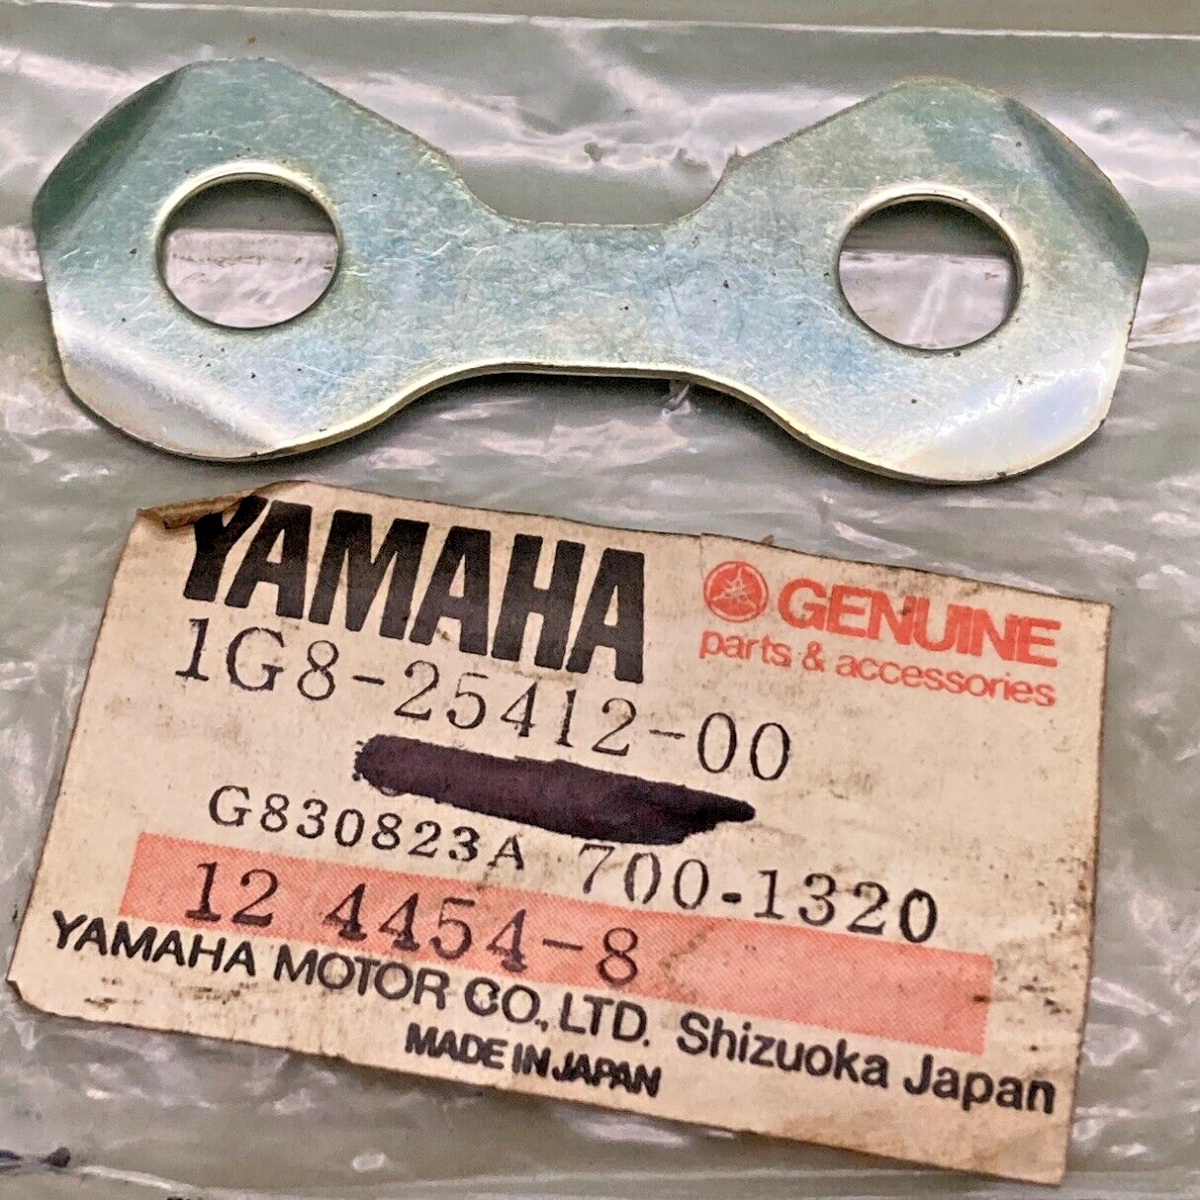 YAMAHA
GENUINE
parts & accessories
1G8-25412-00
G830823A 700-1320
12 4454-8
YAMAHA MOTOR CO., LTD. Shizuoka Japan
MADE IN JAPAN